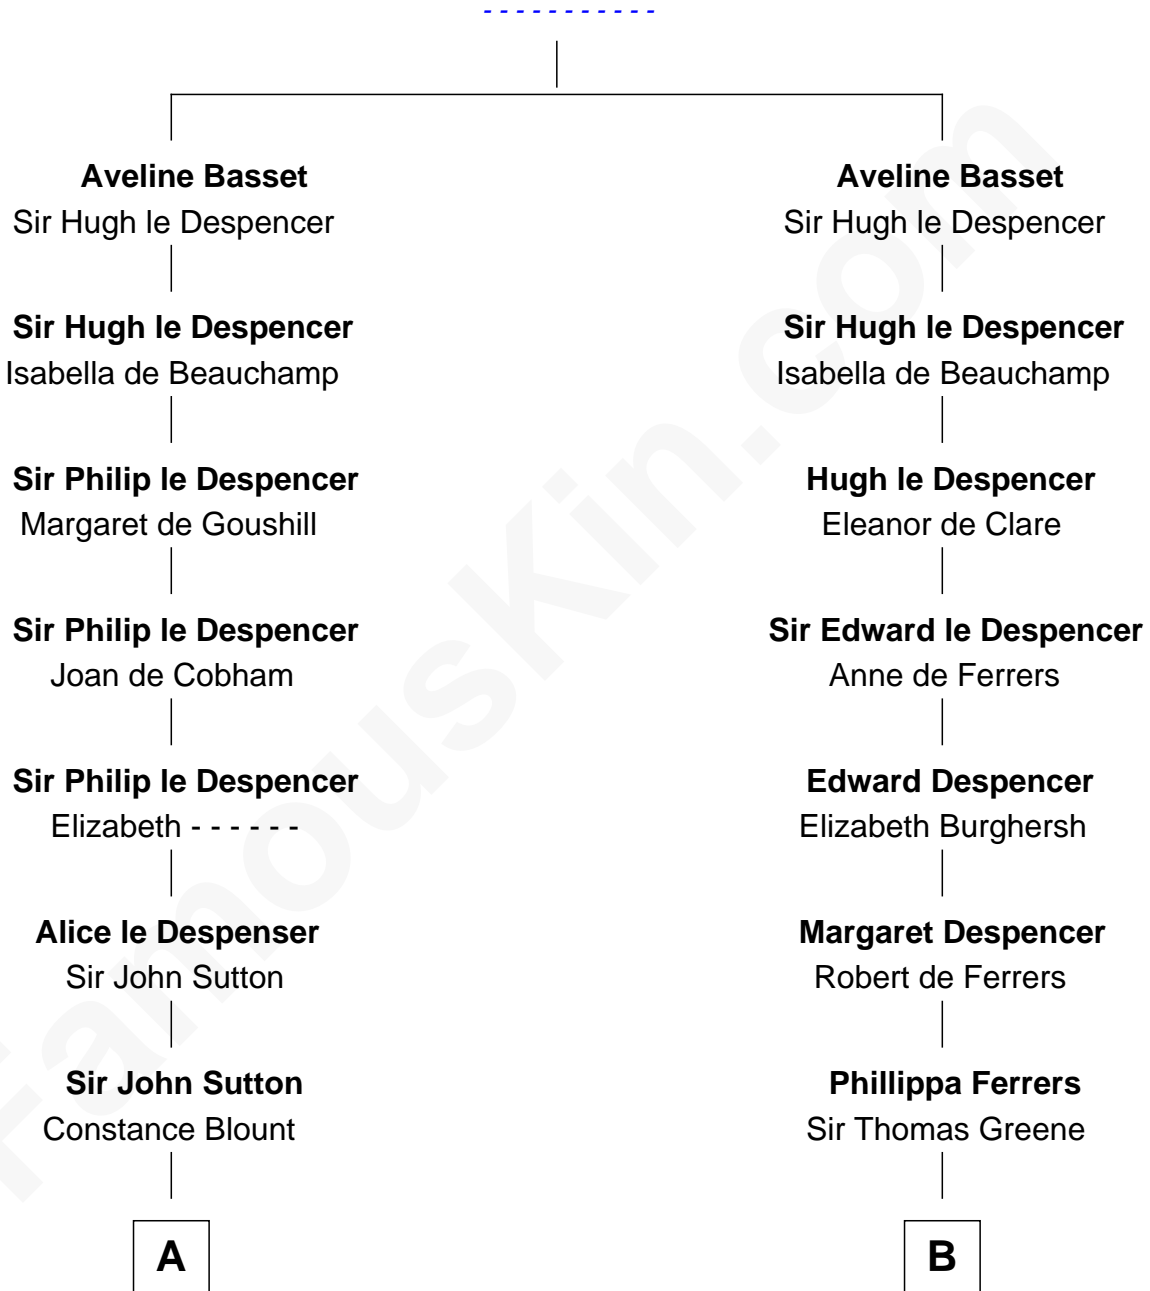 - - - - - - - - - - -
Aveline Basset
Sir Hugh le Despencer
Sir Hugh le Despencer
Isabella de Beauchamp
Sir Philip le Despencer
Margaret de Goushill
Sir Philip le Despencer
Joan de Cobham
Sir Philip le Despencer
Elizabeth - - - - - -
Alice le Despenser
Sir John Sutton
Sir John Sutton
Constance Blount
A
Aveline Basset
Sir Hugh le Despencer
Sir Hugh le Despencer
Isabella de Beauchamp
Hugh le Despencer
Eleanor de Clare
Sir Edward le Despencer
Anne de Ferrers
Edward Despencer
Elizabeth Burghersh
Margaret Despencer
Robert de Ferrers
Phillippa Ferrers
Sir Thomas Greene
B
FamousKin.com